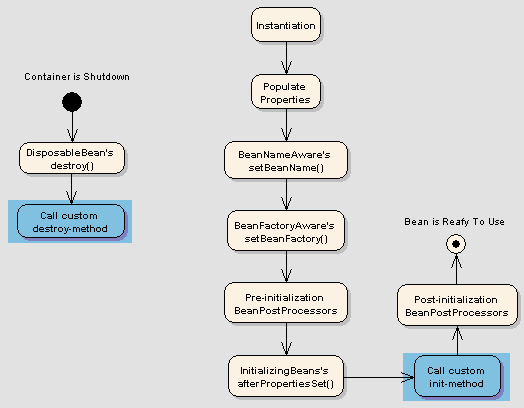 Instantiation
Container is Shutdown
Populate
Properties
DisposableBean's
destroy()
BeanNameAware's
setBeanName()
Call custom
destroy-method
BeanFactoryAware's
setBeanFactory()
Bean is Reafy To Use
Pre-initialization
BeanPostProcessors
Post-initialization
BeanPostProcessors
InitializingBeans's
afterPropertiesSet()
Call custom
init-method